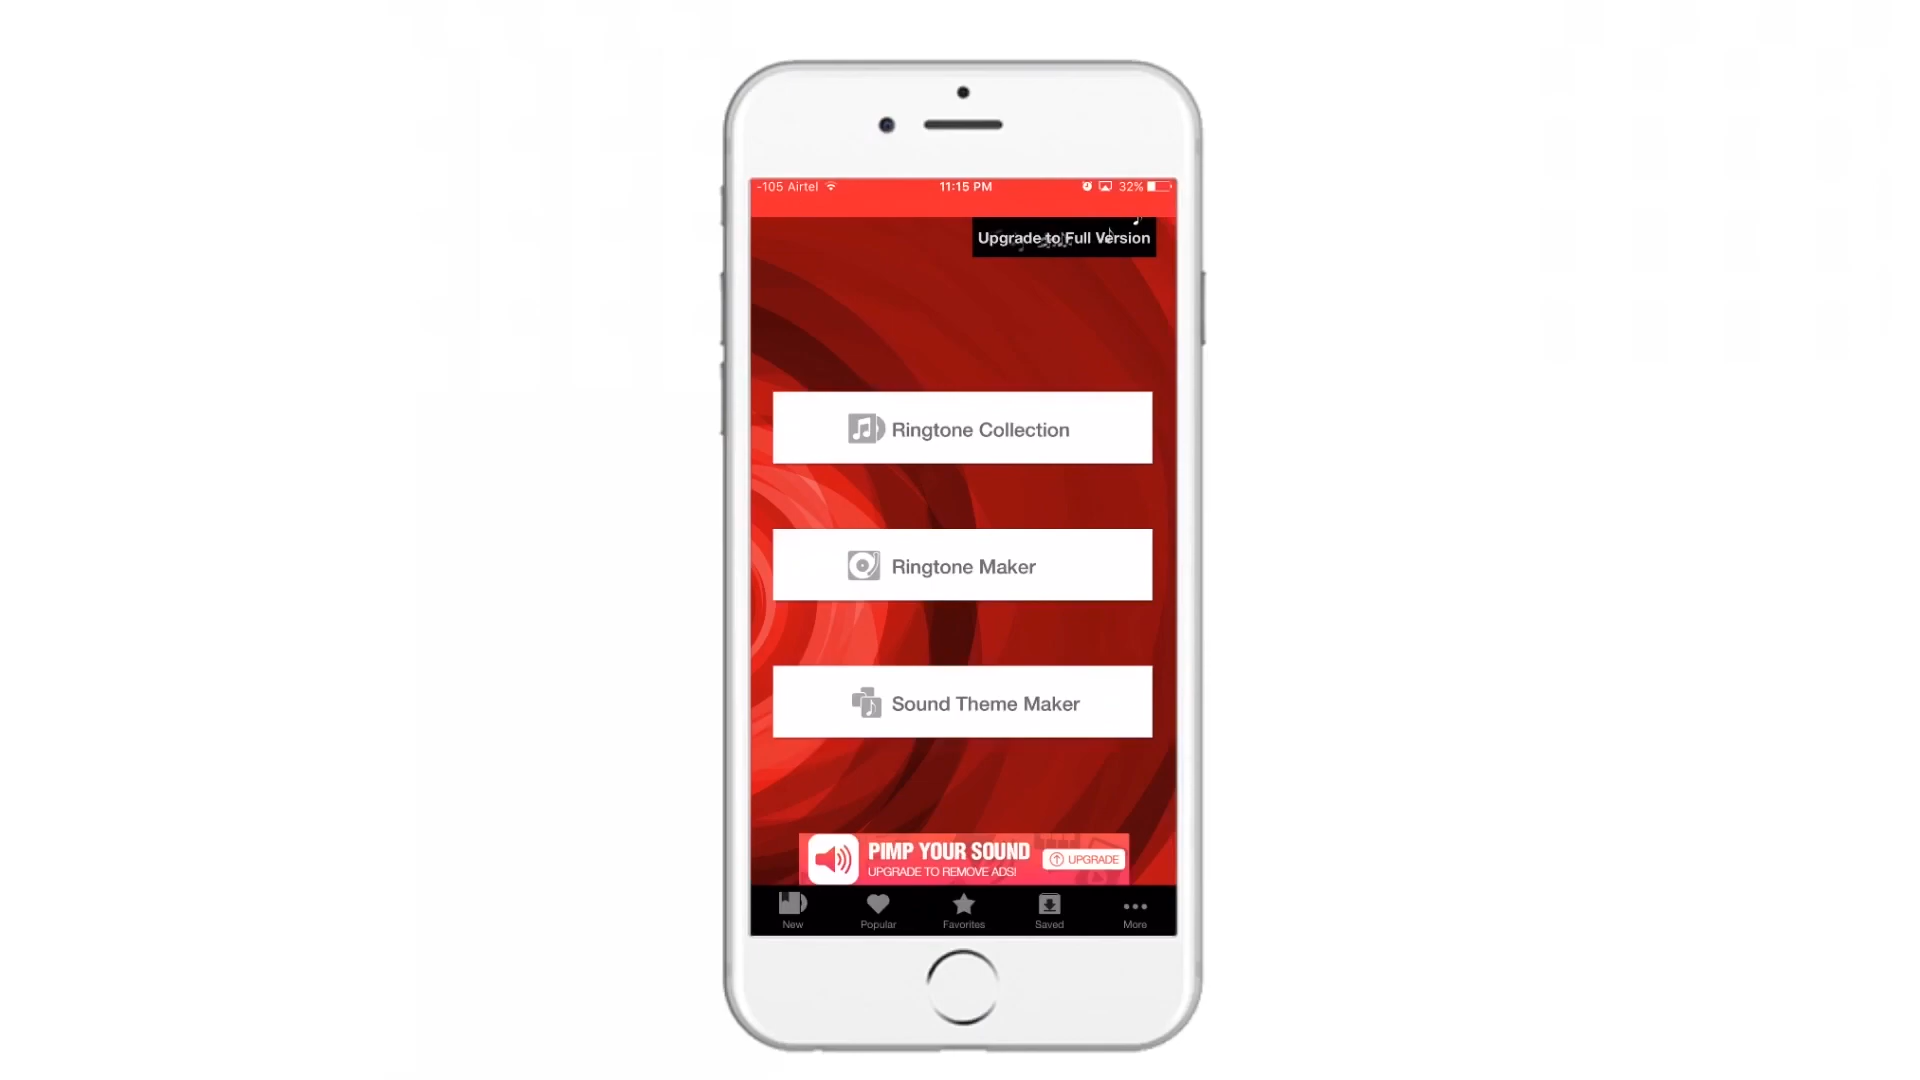 -105 Airtel 11:15 PM 32%
Upgrade to Full Version
Ringtone Collection
Ringtone Maker
Sound Theme Maker
PIMP YOUR SOUND
UPGRADE TO REMOVE ADS!
UPGRADE
New Popular Favorites Saved More